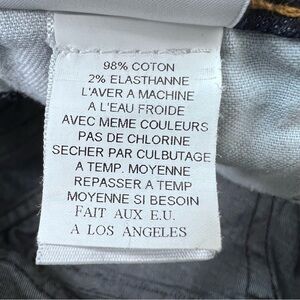 98% COTON
2% ELASTHANNE
L'AVER A MACHINE
A L'EAU FROIDE
AVEC MEME COULEURS
PAS DE CHLORINE
SECHER PAR CULBUTAGE
A TEMP. MOYENNE
REPASSER A TEMP
MOYENNE SI BESOIN
FAIT AUX E.U.
A LOS ANGELES